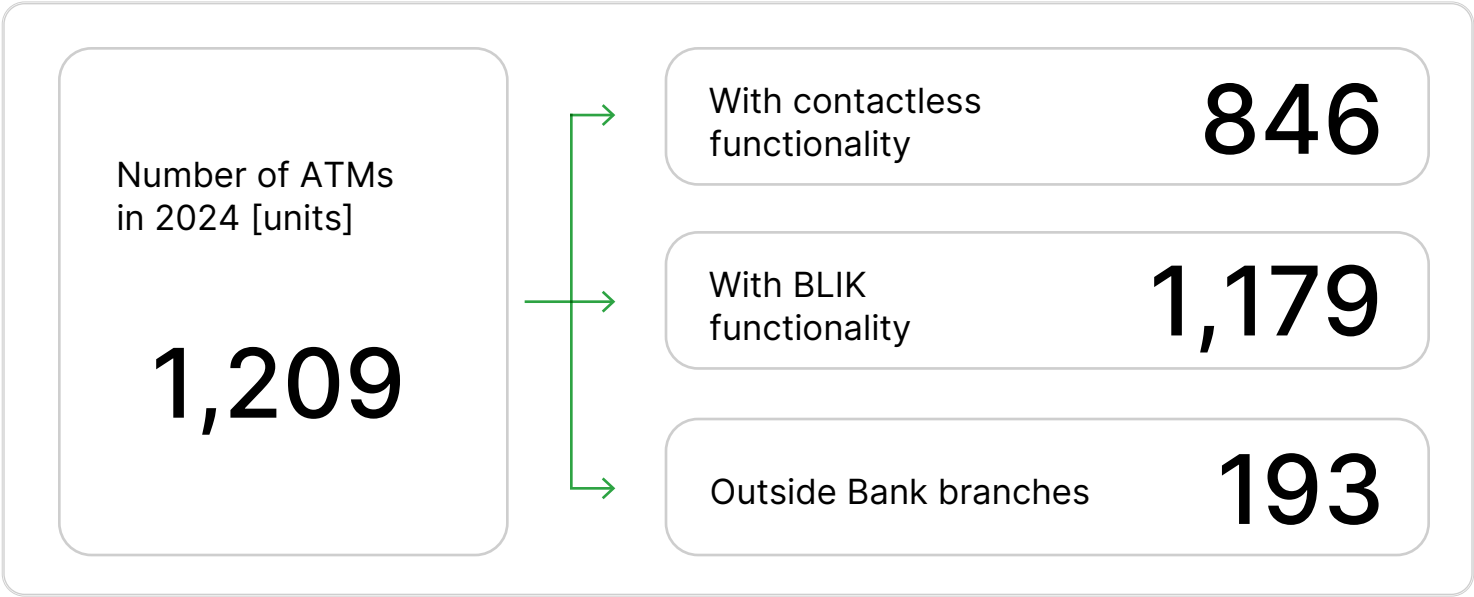 Number of ATMs
in 2024 [units]
1,209
With contactless
functionality
846
With BLIK
functionality
1,179
Outside Bank branches
193